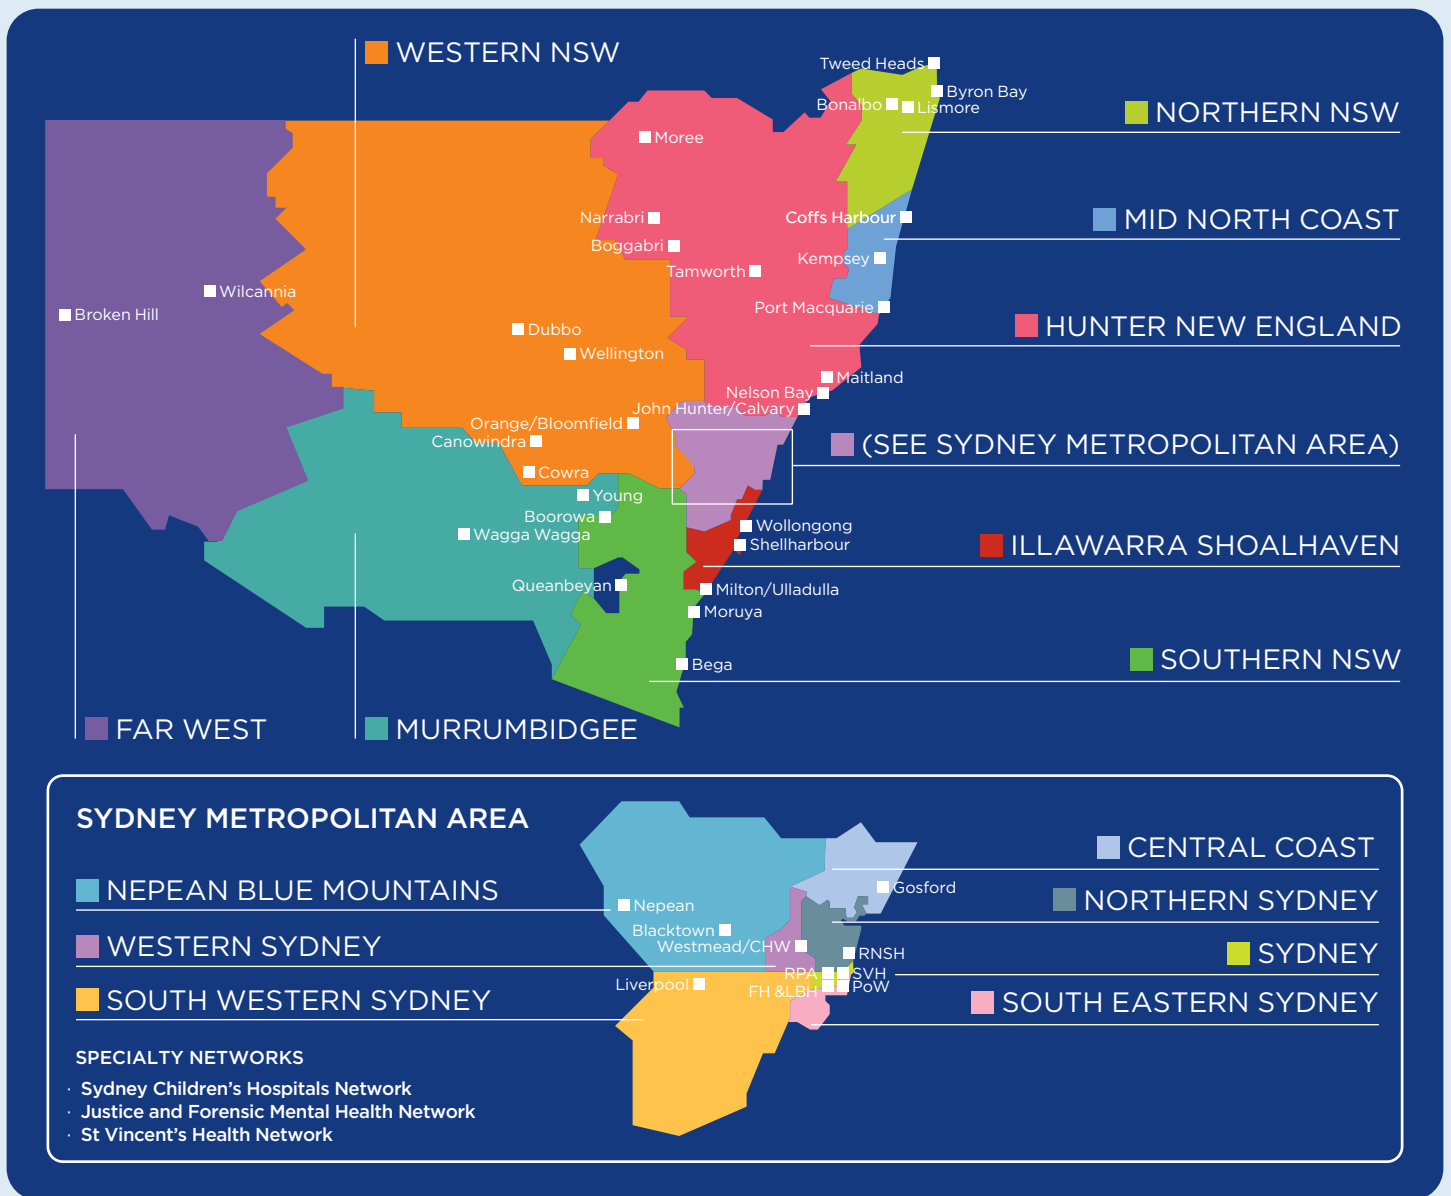 WESTERN NSW
Tweed Heads
Byron Bay
Bonalbo
Lismore
NORTHERN NSW
Moree
Narrabri
Coffs Harbour
MID NORTH COAST
Boggabri
Kempsey
Tamworth
Wilcannia
Broken Hill
Port Macquarie
HUNTER NEW ENGLAND
Dubbo
Wellington
Maitland
Nelson Bay
John Hunter/Calvary
Orange/Bloomfield
Canowindra
(SEE SYDNEY METROPOLITAN AREA)
Cowra
Young
Boorowa
Wollongong
Wagga Wagga
Shellharbour
ILLAWARRA SHOALHAVEN
Queanbeyan
Milton/Ulladulla
Moruya
Bega
SOUTHERN NSW
FAR WEST
MURRUMBIDGEE
SYDNEY METROPOLITAN AREA
CENTRAL COAST
NEPEAN BLUE MOUNTAINS
Gosford
NORTHERN SYDNEY
Nepean
Blacktown
WESTERN SYDNEY
Westmead/CHW
RNSH
SYDNEY
RPA
SVH
Liverpool
FH &LBH
PoW
SOUTH WESTERN SYDNEY
SOUTH EASTERN SYDNEY
SPECIALTY NETWORKS
· Sydney Children’s Hospitals Network
· Justice and Forensic Mental Health Network
· St Vincent’s Health Network